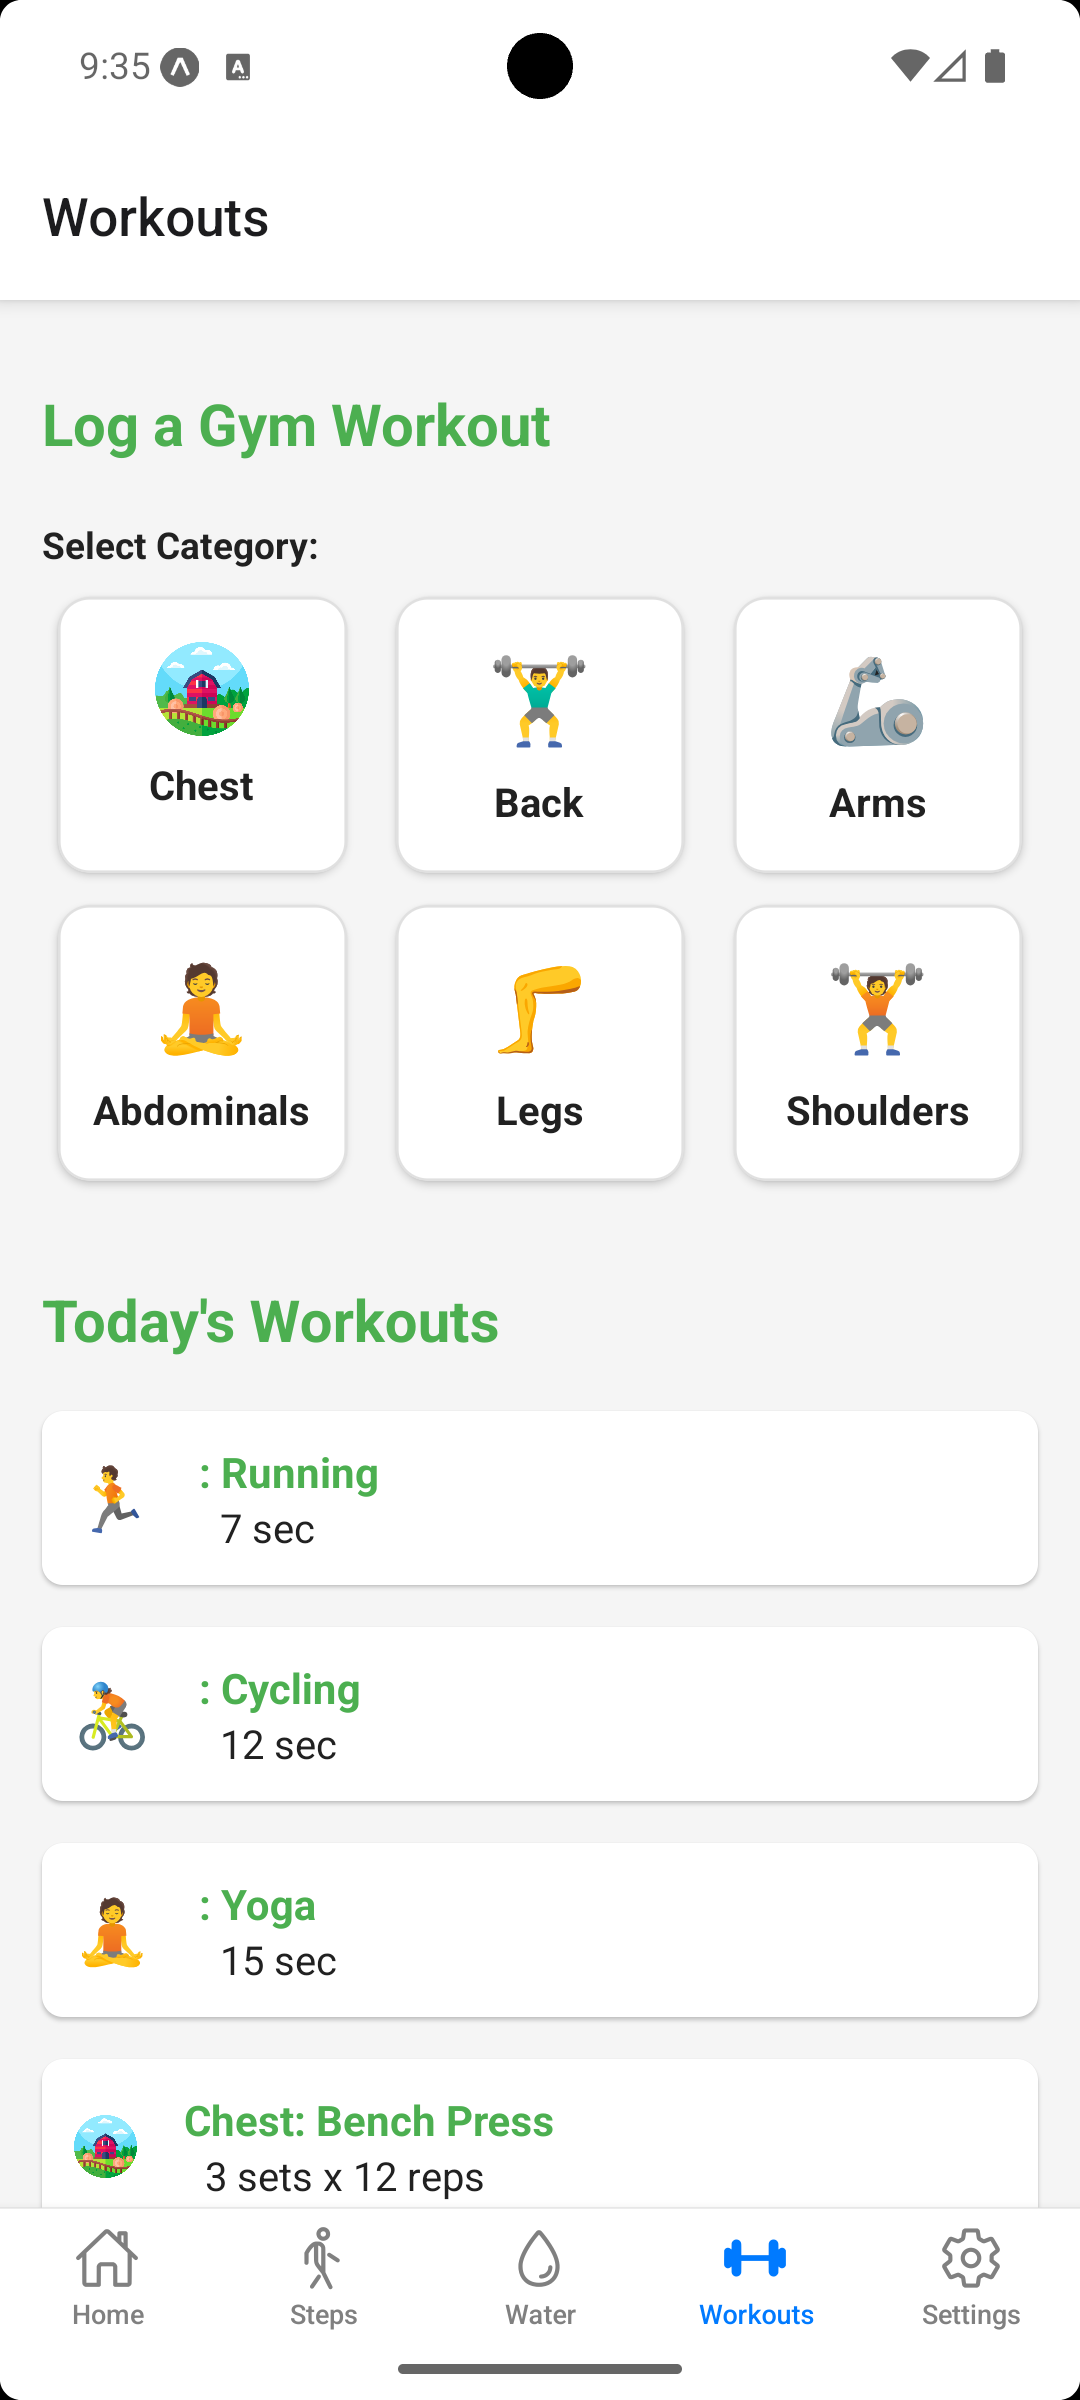 9:35
Workouts
Log a Gym Workout
Select Category:
Chest
Back
Arms
Abdominals
Legs
Shoulders
Today's Workouts
: Running
7 sec
: Cycling
12 sec
: Yoga
15 sec
Chest: Bench Press
3 sets x 12 reps
Home
Steps
Water
Workouts
Settings